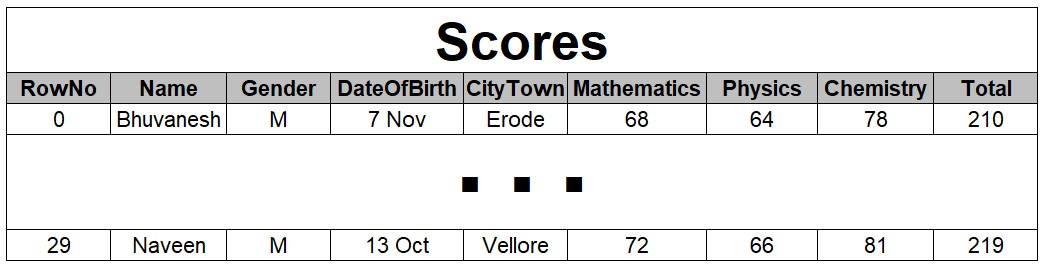 Scores
RowNo Name Gender DateOfBirth CityTown Mathematics Physics Chemistry Total
0 Bhuvanesh M 7 Nov Erode 68 64 78 210
29 Naveen M 13 Oct Vellore 72 66 81 219